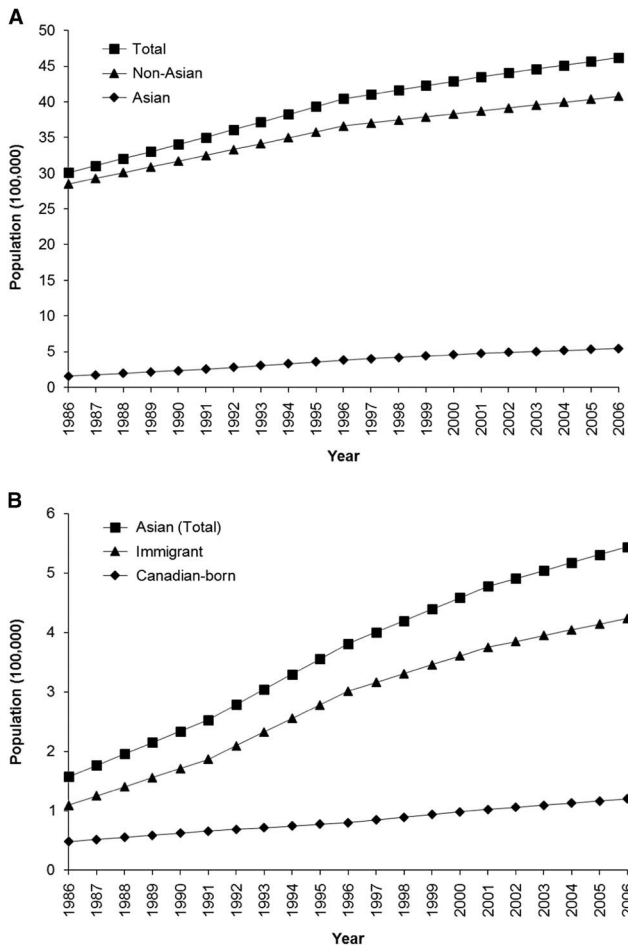 A
50
45
40
35
30
25
20
15
10
5
0
Population (100,000)
Total
Non-Asian
Asian
1986 1987 1988 1989 1990 1991 1992 1993 1994 1995 1996 1997 1998 1999 2000 2001 2002 2003 2004 2005 2006
Year
B
6
5
4
3
2
1
0
Population (100,000)
Asian (Total)
Immigrant
Canadian-born
1986 1987 1988 1989 1990 1991 1992 1993 1994 1995 1996 1997 1998 1999 2000 2001 2002 2003 2004 2005 2006
Year